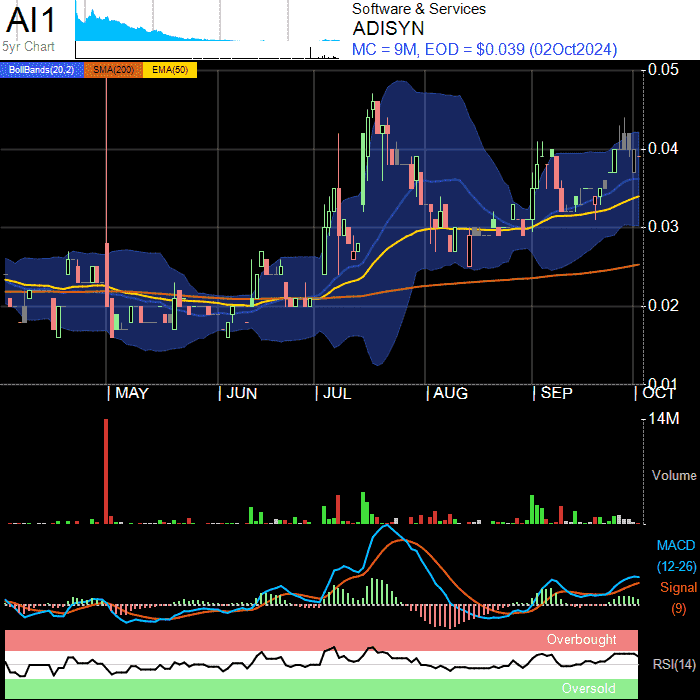 AI1
5yr Chart
Software & Services
ADISYN
MC = 9M, EOD = $0.039 (02Oct2024)
BollBands(20,2) SMA(200) EMA(50)
0.05
0.04
0.03
0.02
0.01
MAY JUN JUL AUG SEP OCT
14M
Volume
MACD
(12-26)
Signal
(9)
Overbought
RSI(14)
Oversold